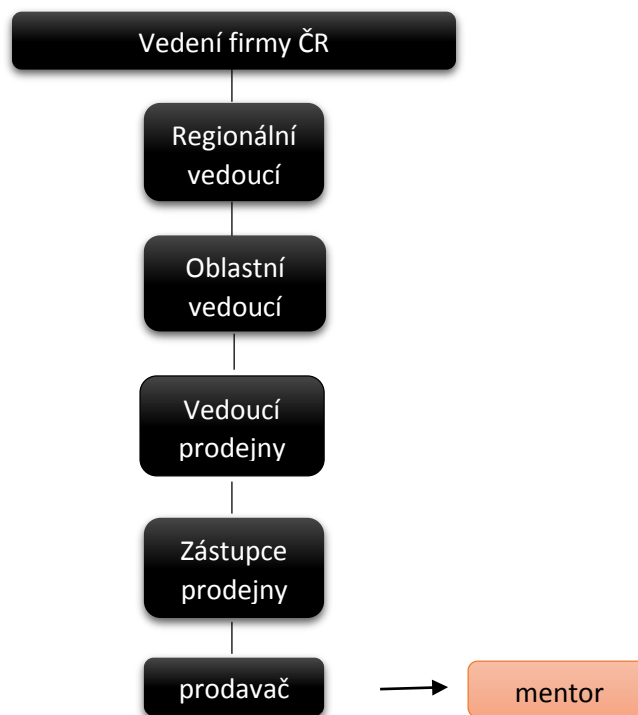 Vedení firmy ČR
Regionální
vedoucí
Oblastní
vedoucí
Vedoucí
prodejny
Zástupce
prodejny
prodavač
mentor